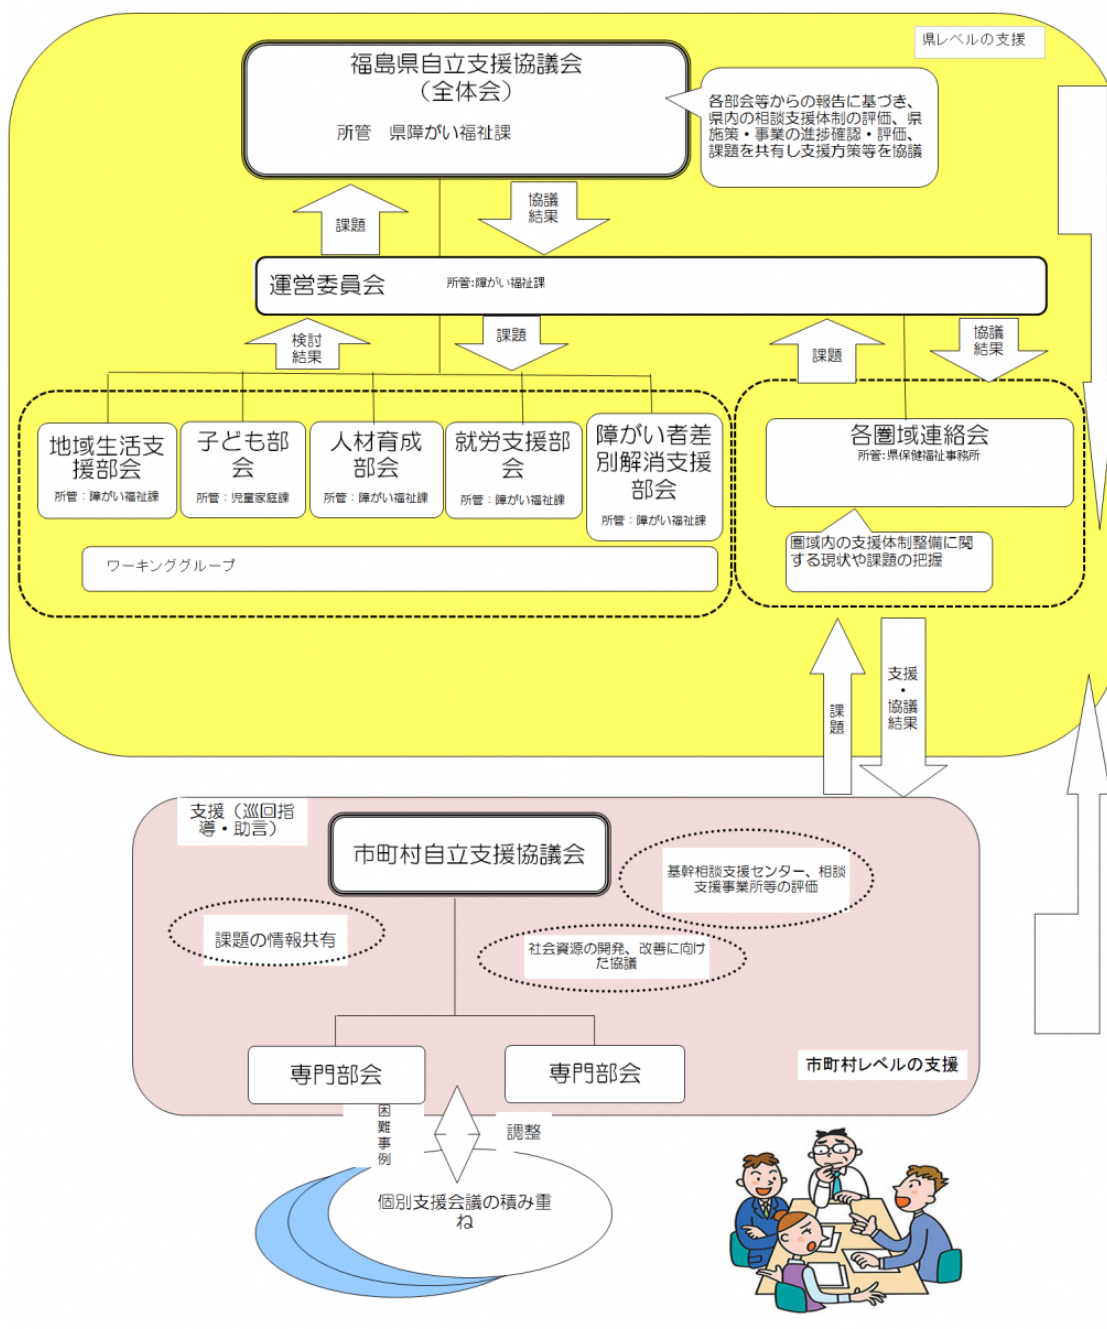 県レベルの支援
福島県自立支援協議会
（全体会）
所管　県障がい福祉課
各部会等からの報告に基づき、
県内の相談支援体制の評価、県
施策・事業の進捗確認・評価、
課題を共有し支援方策等を協議
課題
協議
結果
運営委員会
所管:障がい福祉課
検討
結果
課題
課題
協議
結果
地域生活支
援部会
所管：障がい福祉課
子ども部
会
所管：児童家庭課
人材育成
部会
所管：障がい福祉課
就労支援部
会
所管：障がい福祉課
障がい者差
別解消支援
部会
所管：障がい福祉課
ワーキンググループ
各圏域連絡会
所管:県保健福祉事務所
圏域内の支援体制整備に関
する現状や課題の把握
課題
支援
・
協議
結果
支援（巡回指
導・助言）
市町村自立支援協議会
基幹相談支援センター、相談
支援事業所等の評価
課題の情報共有
社会資源の開発、改善に向け
た協議
専門部会
専門部会
市町村レベルの支援
困難事例
調整
個別支援会議の積み重
ね